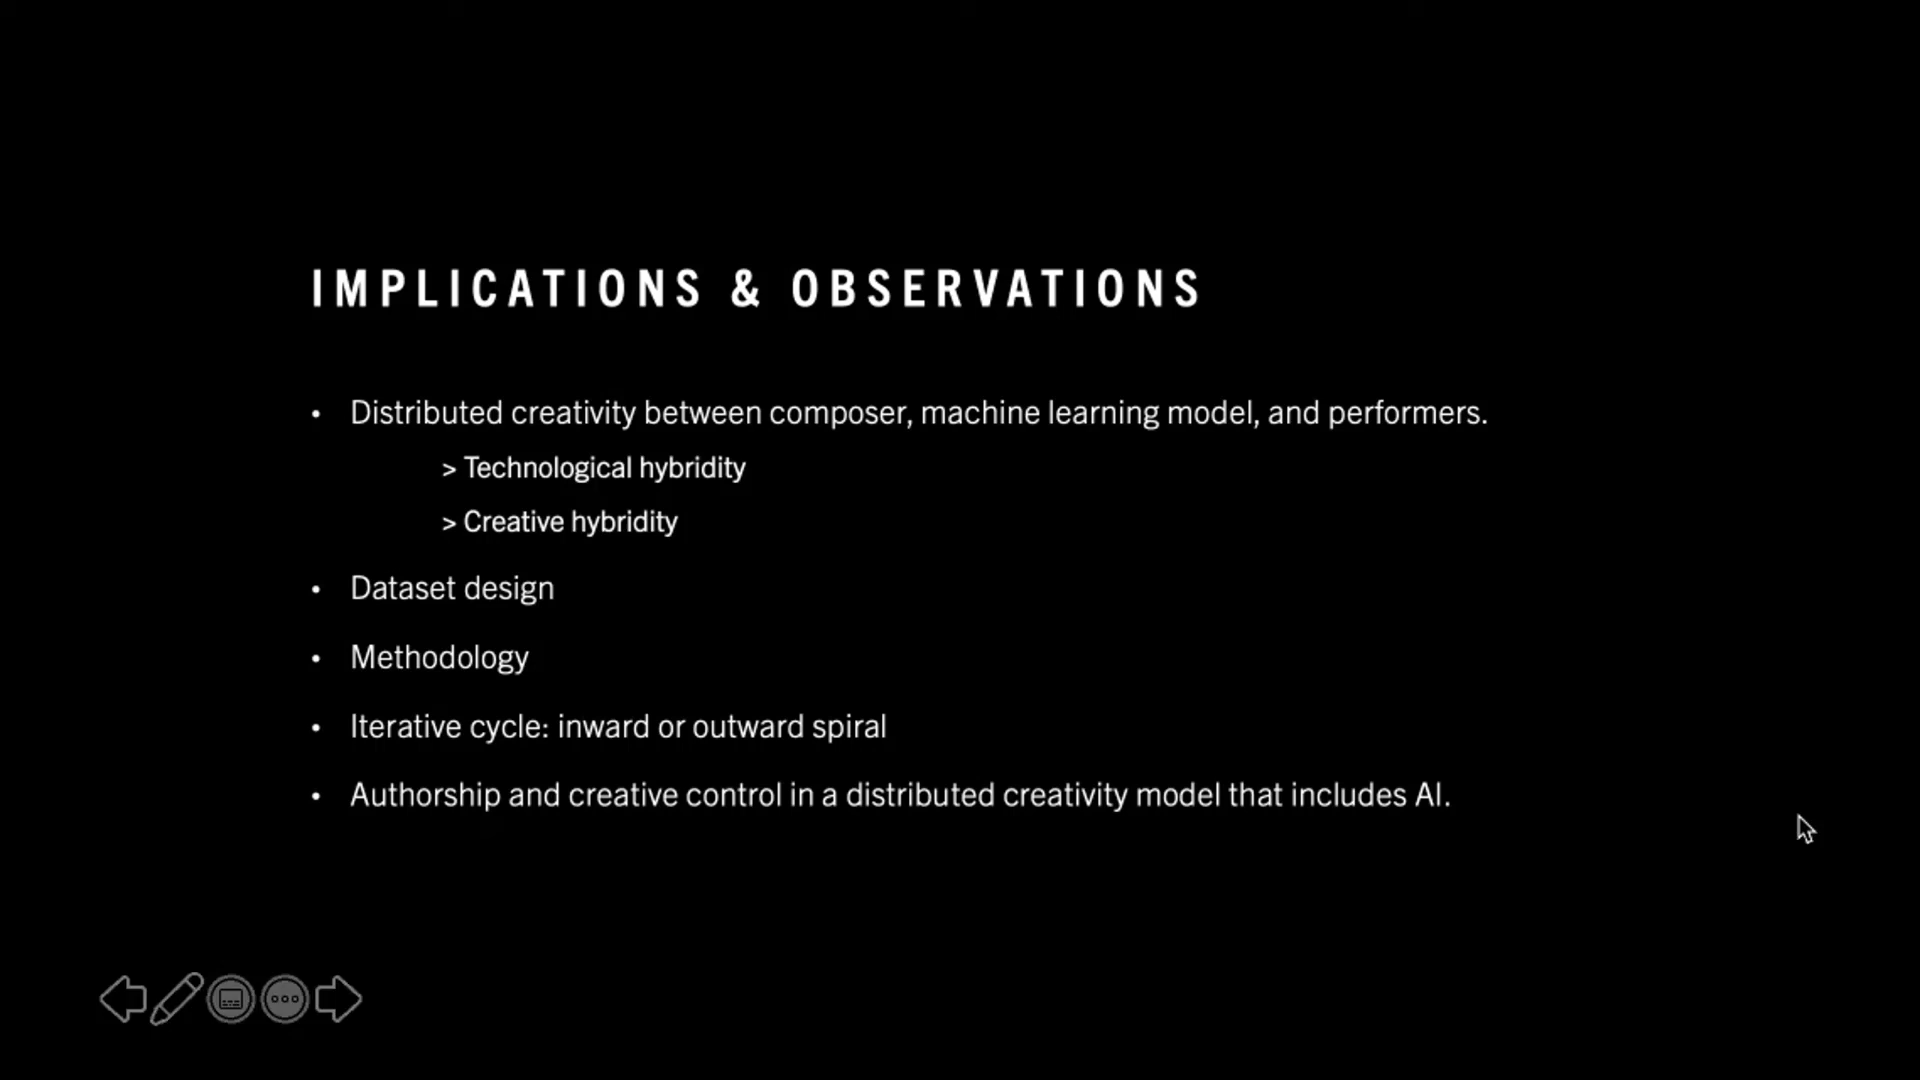 IMPLICATIONS & OBSERVATIONS
• Distributed creativity between composer, machine learning model, and performers.
> Technological hybridity
> Creative hybridity
• Dataset design
• Methodology
• Iterative cycle: inward or outward spiral
• Authorship and creative control in a distributed creativity model that includes AI.